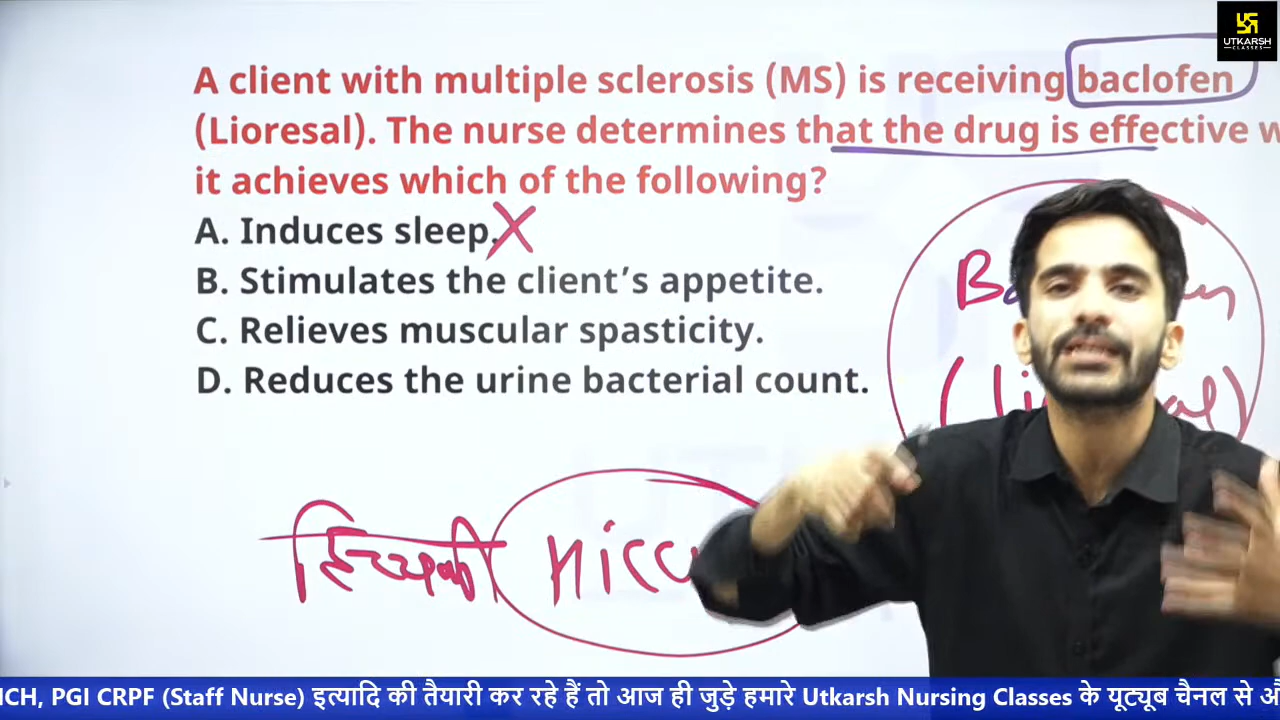 UTKARSH
CLASSES
A client with multiple sclerosis (MS) is receiving baclofen
(Lioresal). The nurse determines that the drug is effective w
it achieves which of the following?
A. Induces sleep.
B. Stimulates the client’s appetite.
C. Relieves muscular spasticity.
D. Reduces the urine bacterial count.
हिचकी
PGI CRPF (Staff Nurse) इत्यादि की तैयारी कर रहे हैं तो आज ही जुड़े हमारे Utkarsh Nursing Classes के यूट्यूब चैनल से